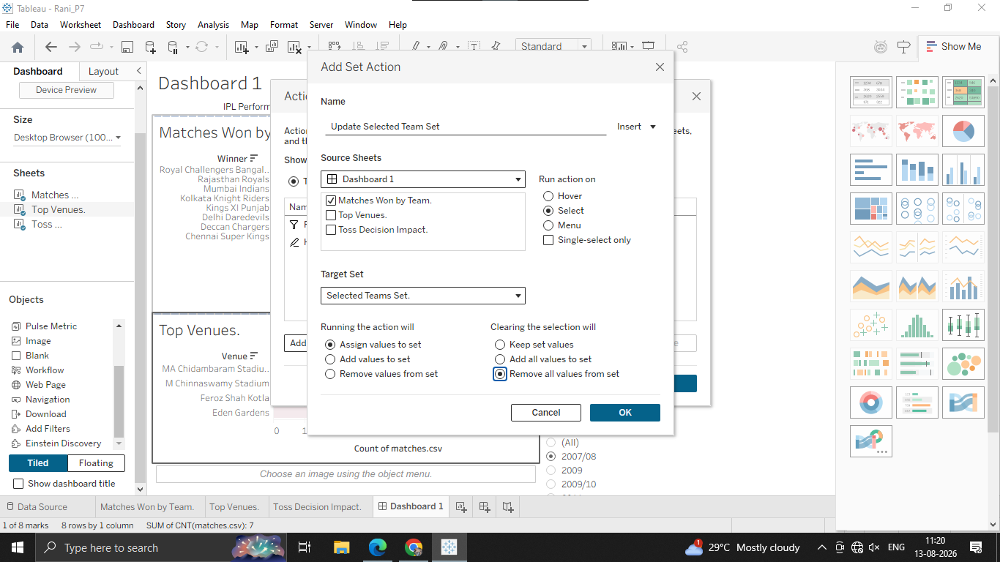 Tableau - Rani_P7
File Data Worksheet Dashboard Story Analysis Map Format Server Window Help
Standard
Show Me
Dashboard Layout
Device Preview
Size
Desktop Browser (100...
Sheets
Matches ...
Top Venues.
Toss ...
Objects
Pulse Metric
Image
Blank
Workflow
Web Page
Navigation
Download
Add Filters
Einstein Discovery
Tiled Floating
Show dashboard title
Dashboard 1
IPL Perform
Matches Won by
Winner
Royal Challengers Bangal..
Rajasthan Royals
Mumbai Indians
Kolkata Knight Riders
Kings XI Punjab
Delhi Daredevils
Deccan Chargers
Chennai Super Kings
Top Venues.
Venue
MA Chidambaram Stadiu..
M Chinnaswamy Stadium
Feroz Shah Kotla
Eden Gardens
0 1
Count of matches.csv
Choose an image using the object menu.
(All)
2007/08
2009
2009/10
Add Set Action
Name
Update Selected Team Set
Insert
Source Sheets
Dashboard 1
Matches Won by Team.
Top Venues.
Toss Decision Impact.
Run action on
Hover
Select
Menu
Single-select only
Target Set
Selected Teams Set.
Running the action will
Assign values to set
Add values to set
Remove values from set
Clearing the selection will
Keep set values
Add all values to set
Remove all values from set
Cancel OK
Data Source Matches Won by Team. Top Venues. Toss Decision Impact. Dashboard 1
1 of 8 marks 8 rows by 1 column SUM of CNT(matches.csv): 7
Type here to search
1
29°C Mostly cloudy
ENG
11:20
13-08-2026